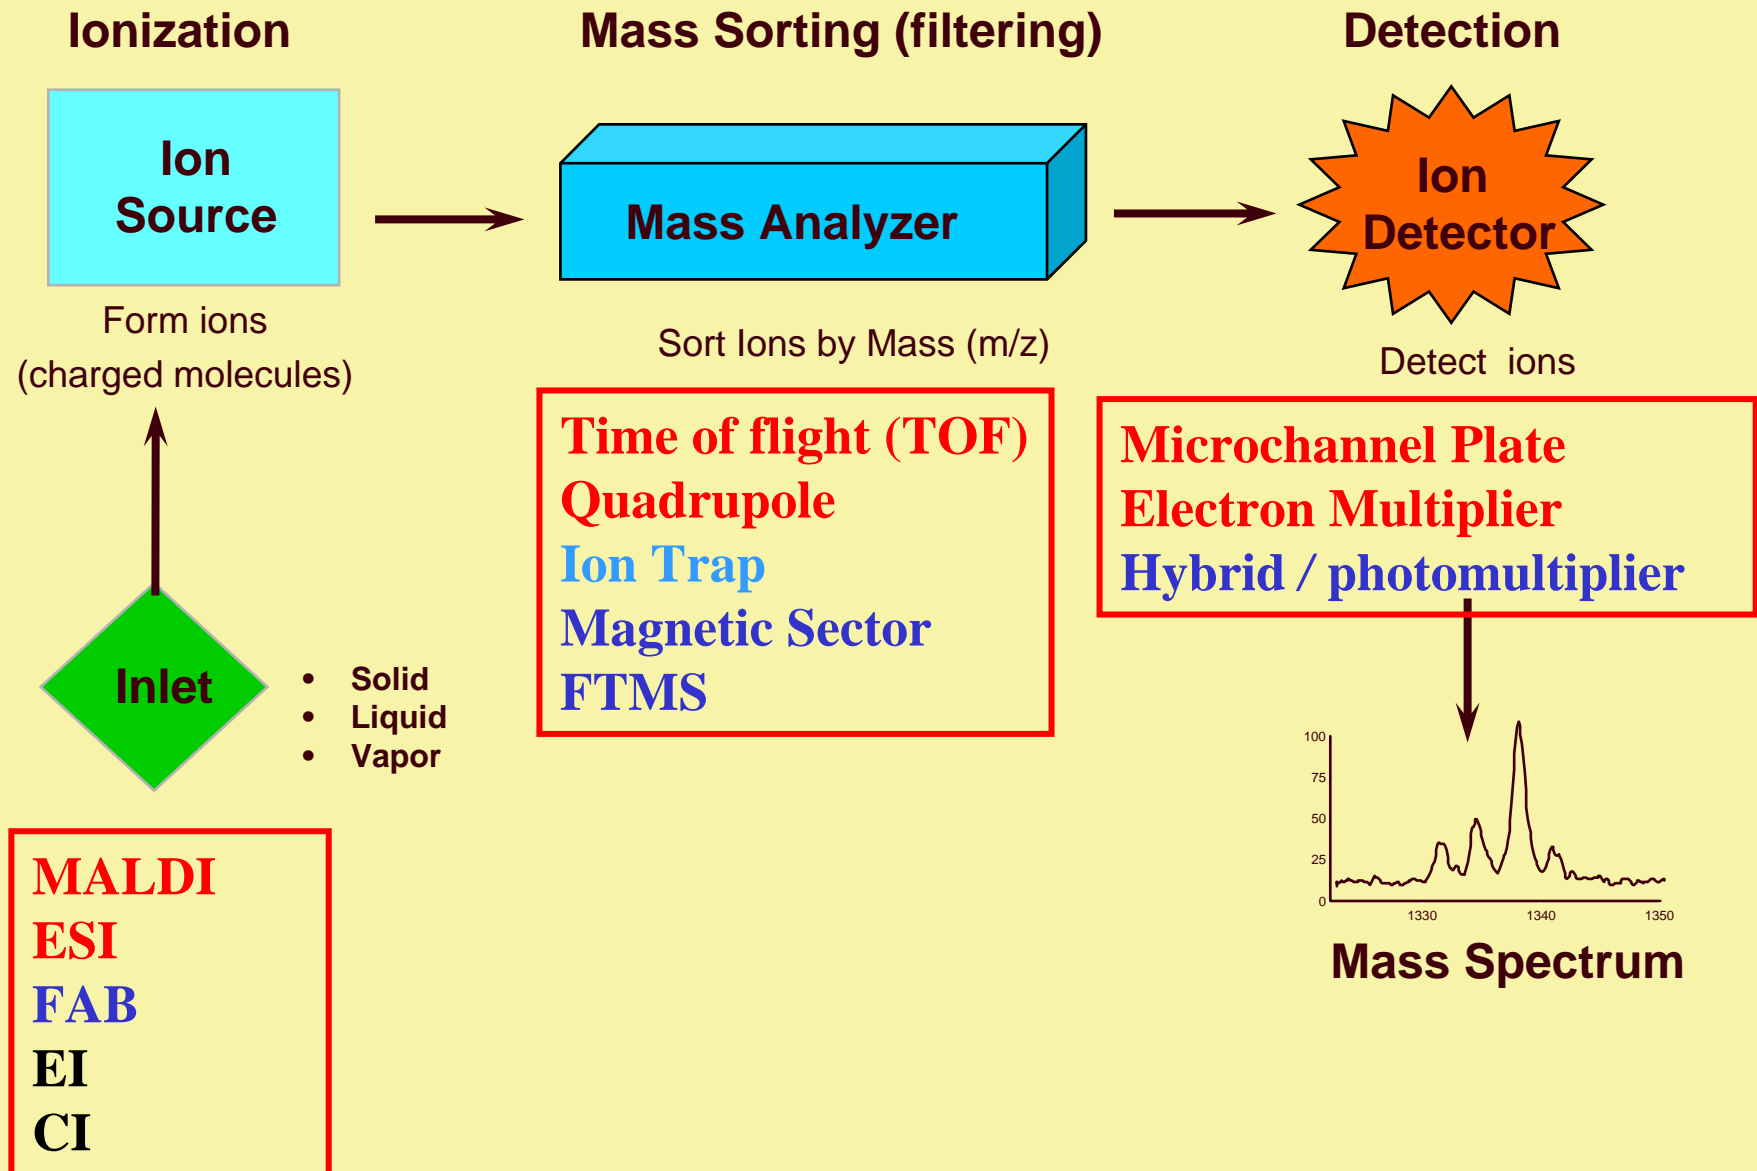 Ionization
Mass Sorting (filtering)
Detection
Ion
Source
Mass Analyzer
Ion
Detector
Form ions
(charged molecules)
Sort Ions by Mass (m/z)
Detect ions
Time of flight (TOF)
Quadrupole
Ion Trap
Magnetic Sector
FTMS
Microchannel Plate
Electron Multiplier
Hybrid / photomultiplier
Inlet
• Solid
• Liquid
• Vapor
MALDI
ESI
FAB
EI
CI
100
75
50
25
0
1330 1340 1350
Mass Spectrum